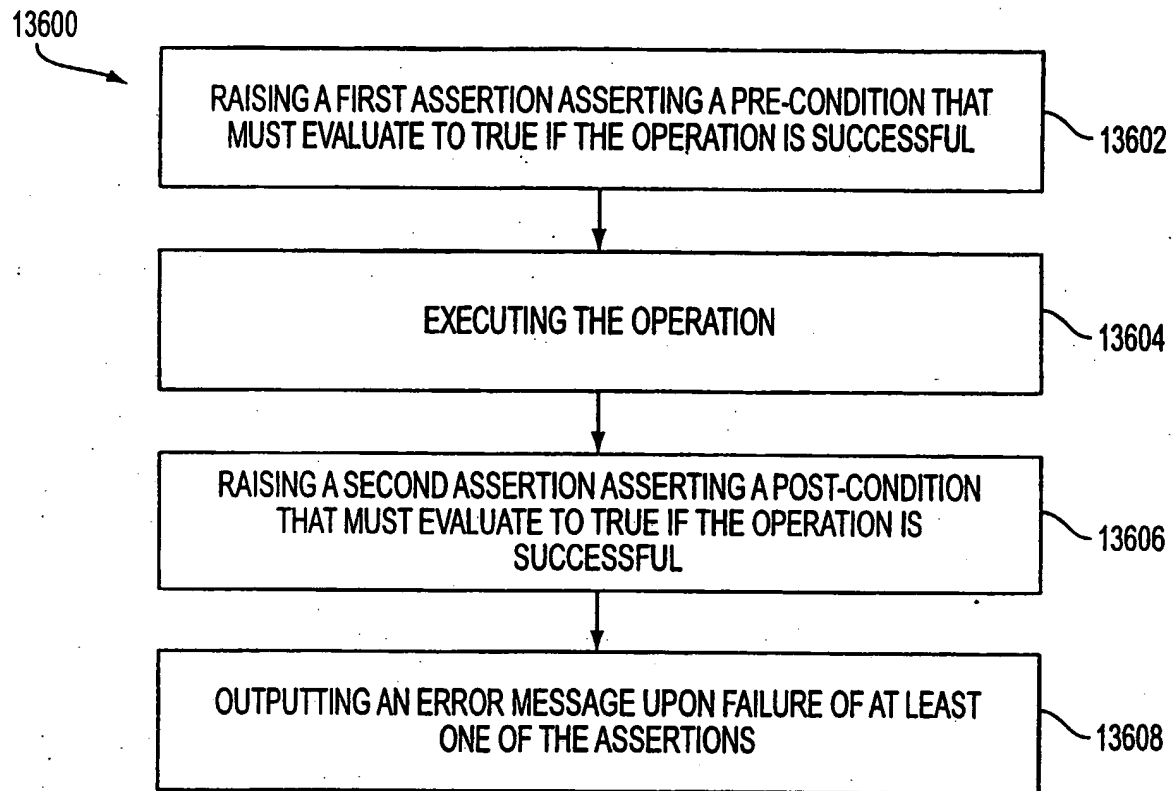 13600
RAISING A FIRST ASSERTION ASSERTING A PRE-CONDITION THAT
MUST EVALUATE TO TRUE IF THE OPERATION IS SUCCESSFUL
13602
EXECUTING THE OPERATION
13604
RAISING A SECOND ASSERTION ASSERTING A POST-CONDITION
THAT MUST EVALUATE TO TRUE IF THE OPERATION IS
SUCCESSFUL
13606
OUTPUTTING AN ERROR MESSAGE UPON FAILURE OF AT LEAST
ONE OF THE ASSERTIONS
13608